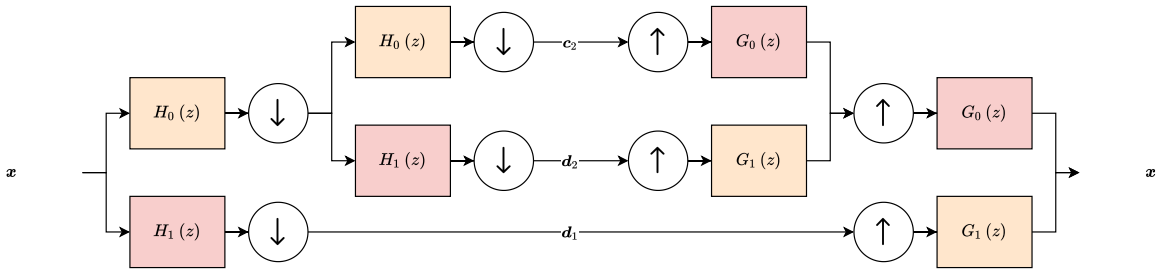 H₀ (z) ↓ c₂ ↑ G₀ (z)
H₀ (z) ↓ ↑ G₀ (z)
H₁ (z) ↓ d₂ ↑ G₁ (z)
x x
H₁ (z) ↓ d₁ ↑ G₁ (z)